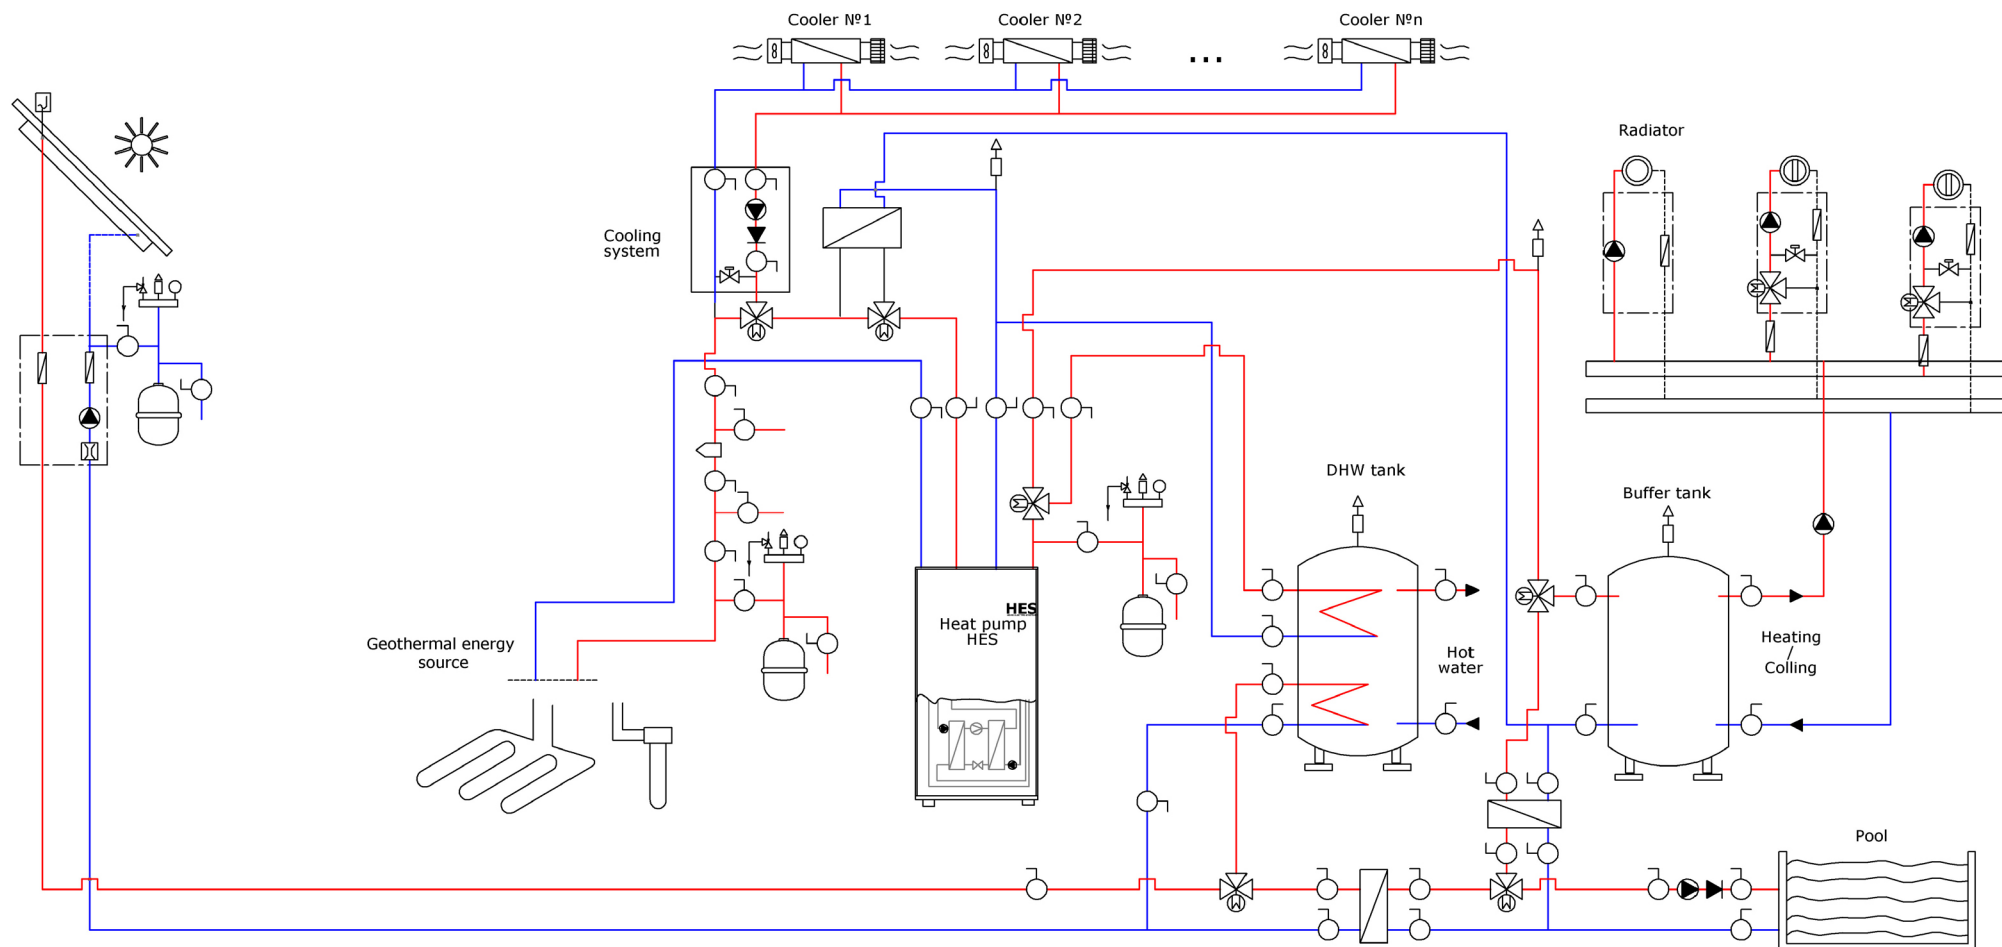 Cooler №1
Cooler №2
...
Cooler №n
Radiator
Cooling
system
DHW tank
Buffer tank
HES
Heat pump
HES
Geothermal energy
source
Hot
water
Heating
/
Colling
Pool